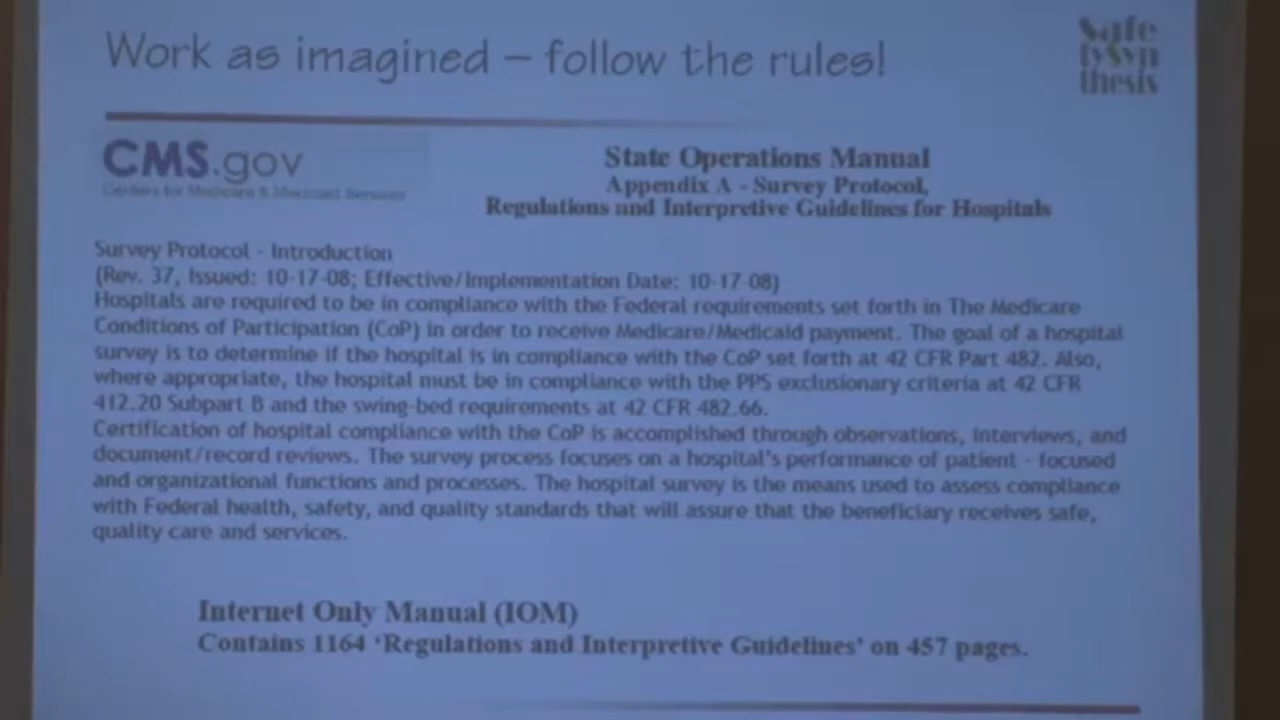 Work as imagined – follow the rules!
Safe
tySyn
thesis
CMS.gov
Centers for Medicare & Medicaid Services
State Operations Manual
Appendix A - Survey Protocol,
Regulations and Interpretive Guidelines for Hospitals
Survey Protocol - Introduction
(Rev. 37, Issued: 10-17-08; Effective/Implementation Date: 10-17-08)
Hospitals are required to be in compliance with the Federal requirements set forth in The Medicare
Conditions of Participation (CoP) in order to receive Medicare/Medicaid payment. The goal of a hospital
survey is to determine if the hospital is in compliance with the CoP set forth at 42 CFR Part 482. Also,
where appropriate, the hospital must be in compliance with the PPS exclusionary criteria at 42 CFR
412.20 Subpart B and the swing-bed requirements at 42 CFR 482.66.
Certification of hospital compliance with the CoP is accomplished through observations, interviews, and
document/record reviews. The survey process focuses on a hospital's performance of patient - focused
and organizational functions and processes. The hospital survey is the means used to assess compliance
with Federal health, safety, and quality standards that will assure that the beneficiary receives safe,
quality care and services.
Internet Only Manual (IOM)
Contains 1164 ‘Regulations and Interpretive Guidelines’ on 457 pages.